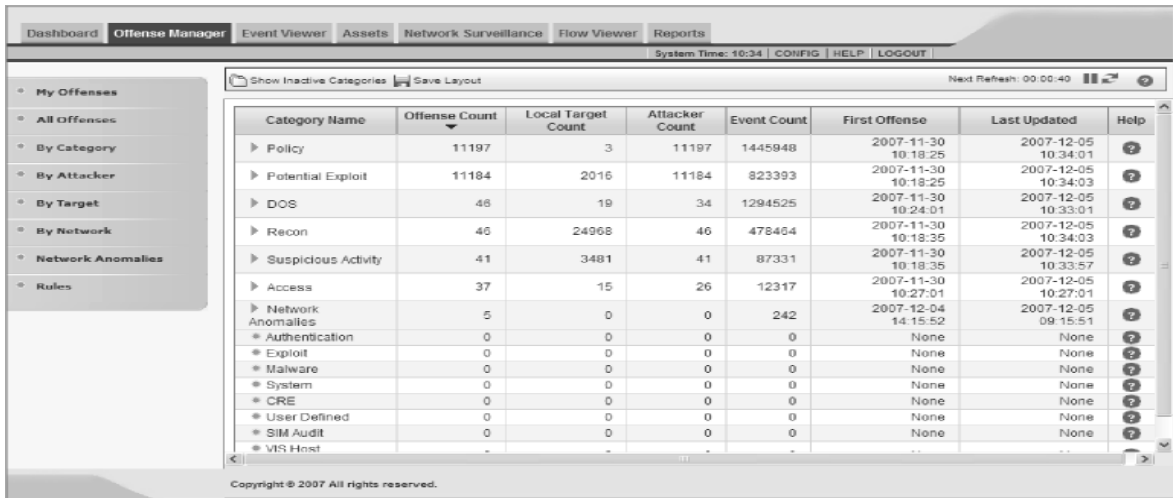 Dashboard Offense Manager Event Viewer Assets Network Surveillance Flow Viewer Reports
System Time: 10:34 | CONFIG | HELP | LOGOUT
My Offenses
All Offenses
By Category
By Attacker
By Target
By Network
Network Anomalies
Rules
Show Inactive Categories Save Layout Next Refresh: 00:00:40
Category Name Offense Count Local Target Count Attacker Count Event Count First Offense Last Updated Help
Policy 11197 3 11197 1445948 2007-11-30 10:18:25 2007-12-05 10:34:01
Potential Exploit 11184 2016 11184 823393 2007-11-30 10:18:25 2007-12-05 10:34:03
DOS 46 19 34 1294525 2007-11-30 10:24:01 2007-12-05 10:33:01
Recon 46 24968 46 478464 2007-11-30 10:18:35 2007-12-05 10:34:03
Suspicious Activity 41 3481 41 87331 2007-11-30 10:18:35 2007-12-05 10:33:57
Access 37 15 26 12317 2007-11-30 10:27:01 2007-12-05 10:27:01
Network Anomalies 5 0 0 242 2007-12-04 14:15:52 2007-12-05 09:15:51
Authentication 0 0 0 0 None None
Exploit 0 0 0 0 None None
Malware 0 0 0 0 None None
System 0 0 0 0 None None
CRE 0 0 0 0 None None
User Defined 0 0 0 0 None None
SIM Audit 0 0 0 0 None None
VIS Host
Copyright © 2007 All rights reserved.